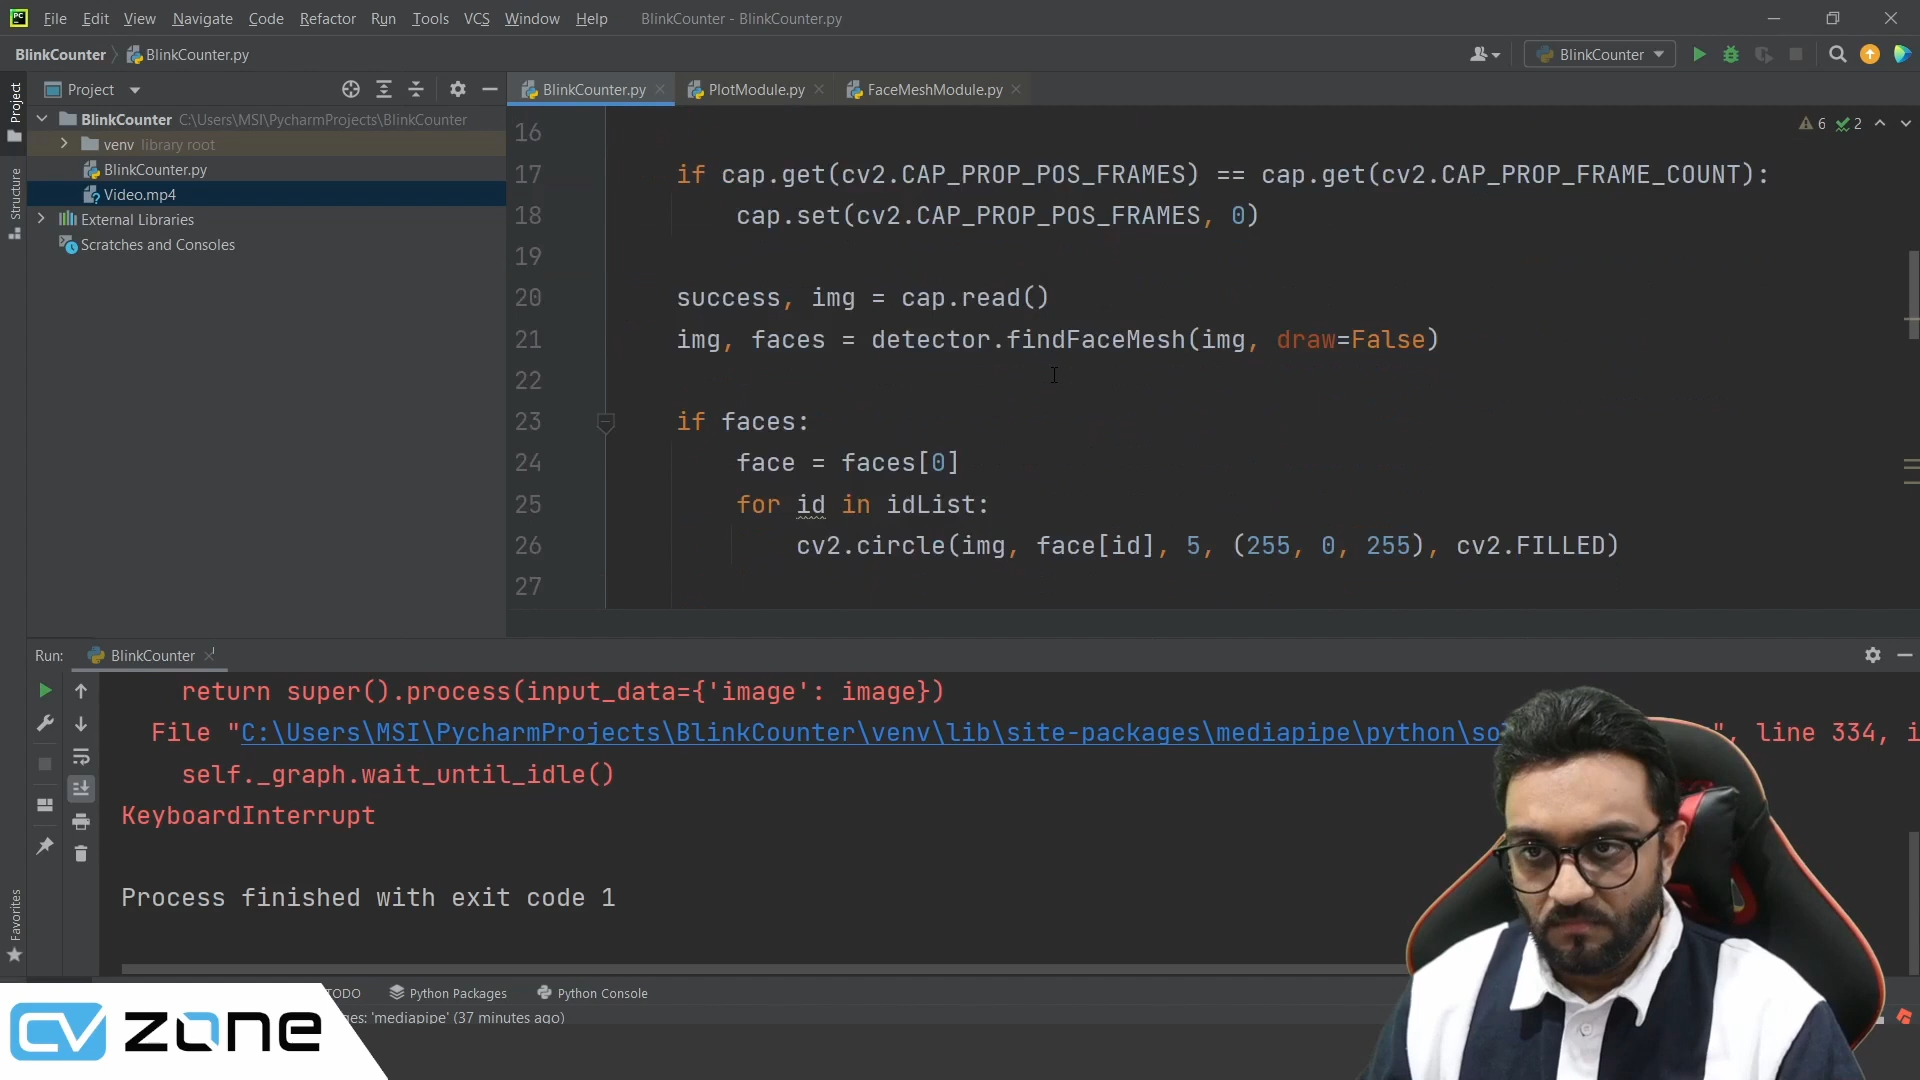 File Edit View Navigate Code Refactor Run Tools VCS Window Help BlinkCounter - BlinkCounter.py
BlinkCounter BlinkCounter.py BlinkCounter
Project
BlinkCounter.py PlotModule.py FaceMeshModule.py
Project
Structure
Favorites
BlinkCounter C:\Users\MSI\PycharmProjects\BlinkCounter
venv library root
BlinkCounter.py
Video.mp4
External Libraries
Scratches and Consoles
6 2
16
17 if cap.get(cv2.CAP_PROP_POS_FRAMES) == cap.get(cv2.CAP_PROP_FRAME_COUNT):
18 cap.set(cv2.CAP_PROP_POS_FRAMES, 0)
19
20 success, img = cap.read()
21 img, faces = detector.findFaceMesh(img, draw=False)
22
23 if faces:
24 face = faces[0]
25 for id in idList:
26 cv2.circle(img, face[id], 5, (255, 0, 255), cv2.FILLED)
27
Run: BlinkCounter
return super().process(input_data={'image': image})
File "C:\Users\MSI\PycharmProjects\BlinkCounter\venv\lib\site-packages\mediapipe\python\so ", line 334, i
self._graph.wait_until_idle()
KeyboardInterrupt
Process finished with exit code 1
TODO Python Packages Python Console
'mediapipe' (37 minutes ago)
CV ZONE